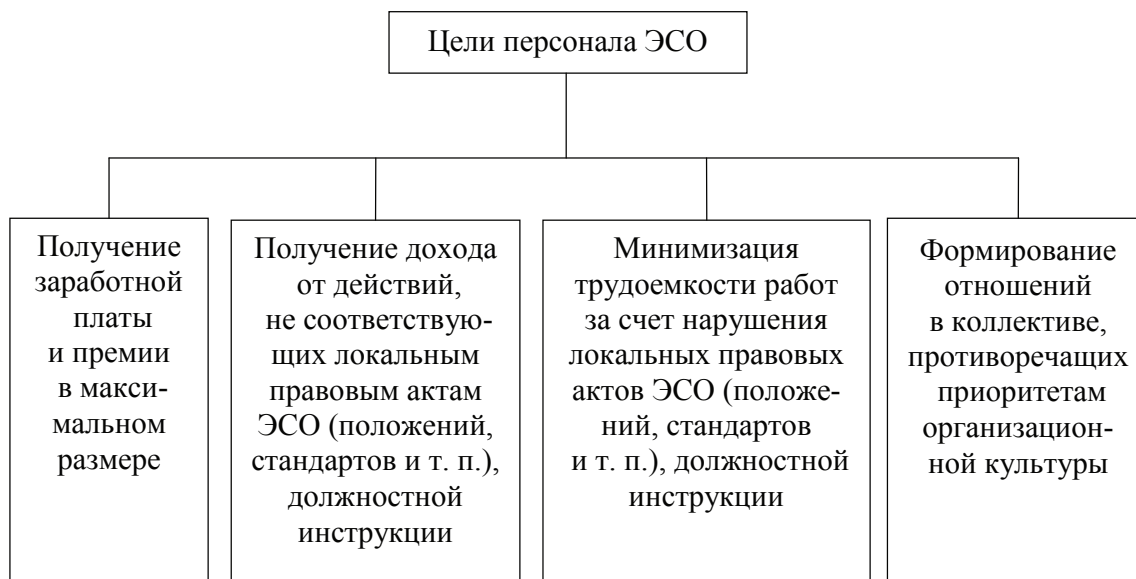 Цели персонала ЭСО
Получение
заработной
платы
и премии
в макси-
мальном
размере
Получение дохода
от действий,
не соответствую-
щих локальным
правовым актам
ЭСО (положений,
стандартов и т. п.),
должностной
инструкции
Минимизация
трудоемкости работ
за счет нарушения
локальных правовых
актов ЭСО (положе-
ний, стандартов
и т. п.), должностной
инструкции
Формирование
отношений
в коллективе,
противоречащих
приоритетам
организацион-
ной культуры